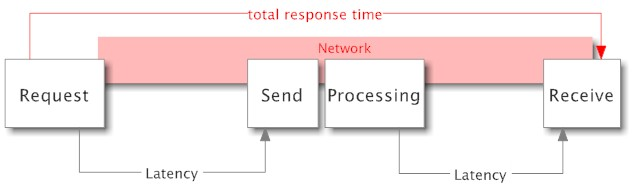 total response time
Network
Request
Send
Processing
Receive
Latency
Latency